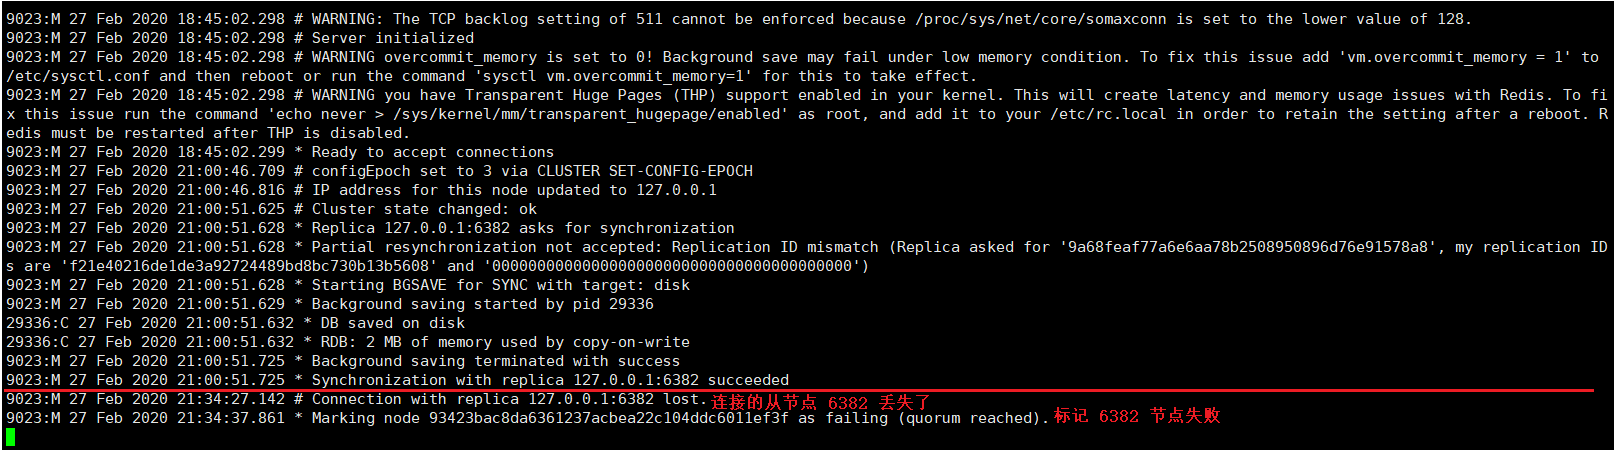 9023:M 27 Feb 2020 18:45:02.298 # WARNING: The TCP backlog setting of 511 cannot be enforced because /proc/sys/net/core/somaxconn is set to the lower value of 128.
9023:M 27 Feb 2020 18:45:02.298 # Server initialized
9023:M 27 Feb 2020 18:45:02.298 # WARNING overcommit_memory is set to 0! Background save may fail under low memory condition. To fix this issue add 'vm.overcommit_memory = 1' to
/etc/sysctl.conf and then reboot or run the command 'sysctl vm.overcommit_memory=1' for this to take effect.
9023:M 27 Feb 2020 18:45:02.298 # WARNING you have Transparent Huge Pages (THP) support enabled in your kernel. This will create latency and memory usage issues with Redis. To fi
x this issue run the command 'echo never > /sys/kernel/mm/transparent_hugepage/enabled' as root, and add it to your /etc/rc.local in order to retain the setting after a reboot. R
edis must be restarted after THP is disabled.
9023:M 27 Feb 2020 18:45:02.299 * Ready to accept connections
9023:M 27 Feb 2020 21:00:46.709 # configEpoch set to 3 via CLUSTER SET-CONFIG-EPOCH
9023:M 27 Feb 2020 21:00:46.816 # IP address for this node updated to 127.0.0.1
9023:M 27 Feb 2020 21:00:51.625 # Cluster state changed: ok
9023:M 27 Feb 2020 21:00:51.628 * Replica 127.0.0.1:6382 asks for synchronization
9023:M 27 Feb 2020 21:00:51.628 * Partial resynchronization not accepted: Replication ID mismatch (Replica asked for '9a68feaf77a6e6aa78b2508950896d76e91578a8', my replication ID
s are 'f21e40216de1de3a92724489bd8bc730b13b5608' and '0000000000000000000000000000000000000000')
9023:M 27 Feb 2020 21:00:51.628 * Starting BGSAVE for SYNC with target: disk
9023:M 27 Feb 2020 21:00:51.629 * Background saving started by pid 29336
29336:C 27 Feb 2020 21:00:51.632 * DB saved on disk
29336:C 27 Feb 2020 21:00:51.632 * RDB: 2 MB of memory used by copy-on-write
9023:M 27 Feb 2020 21:00:51.725 * Background saving terminated with success
9023:M 27 Feb 2020 21:00:51.725 * Synchronization with replica 127.0.0.1:6382 succeeded
9023:M 27 Feb 2020 21:34:27.142 # Connection with replica 127.0.0.1:6382 lost. 连接的从节点 6382 丢失了
9023:M 27 Feb 2020 21:34:37.861 * Marking node 93423bac8da6361237acbea22c104ddc6011ef3f as failing (quorum reached). 标记 6382 节点失败